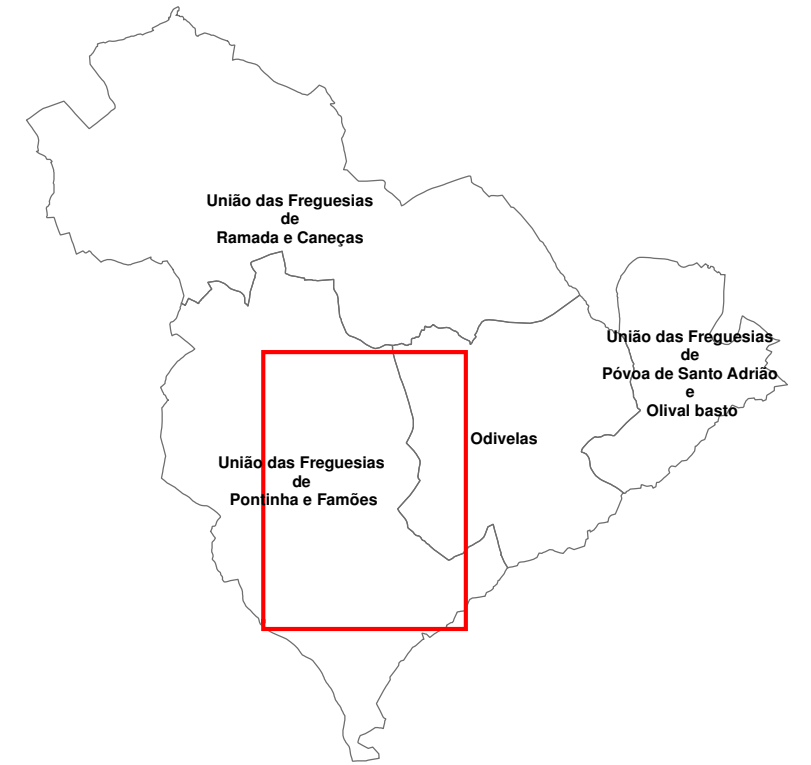 União das Freguesias
de
Ramada e Caneças
União das Freguesias
de
Póvoa de Santo Adrião
e
Olival basto
Odivelas
União das Freguesias
de
Pontinha e Famões